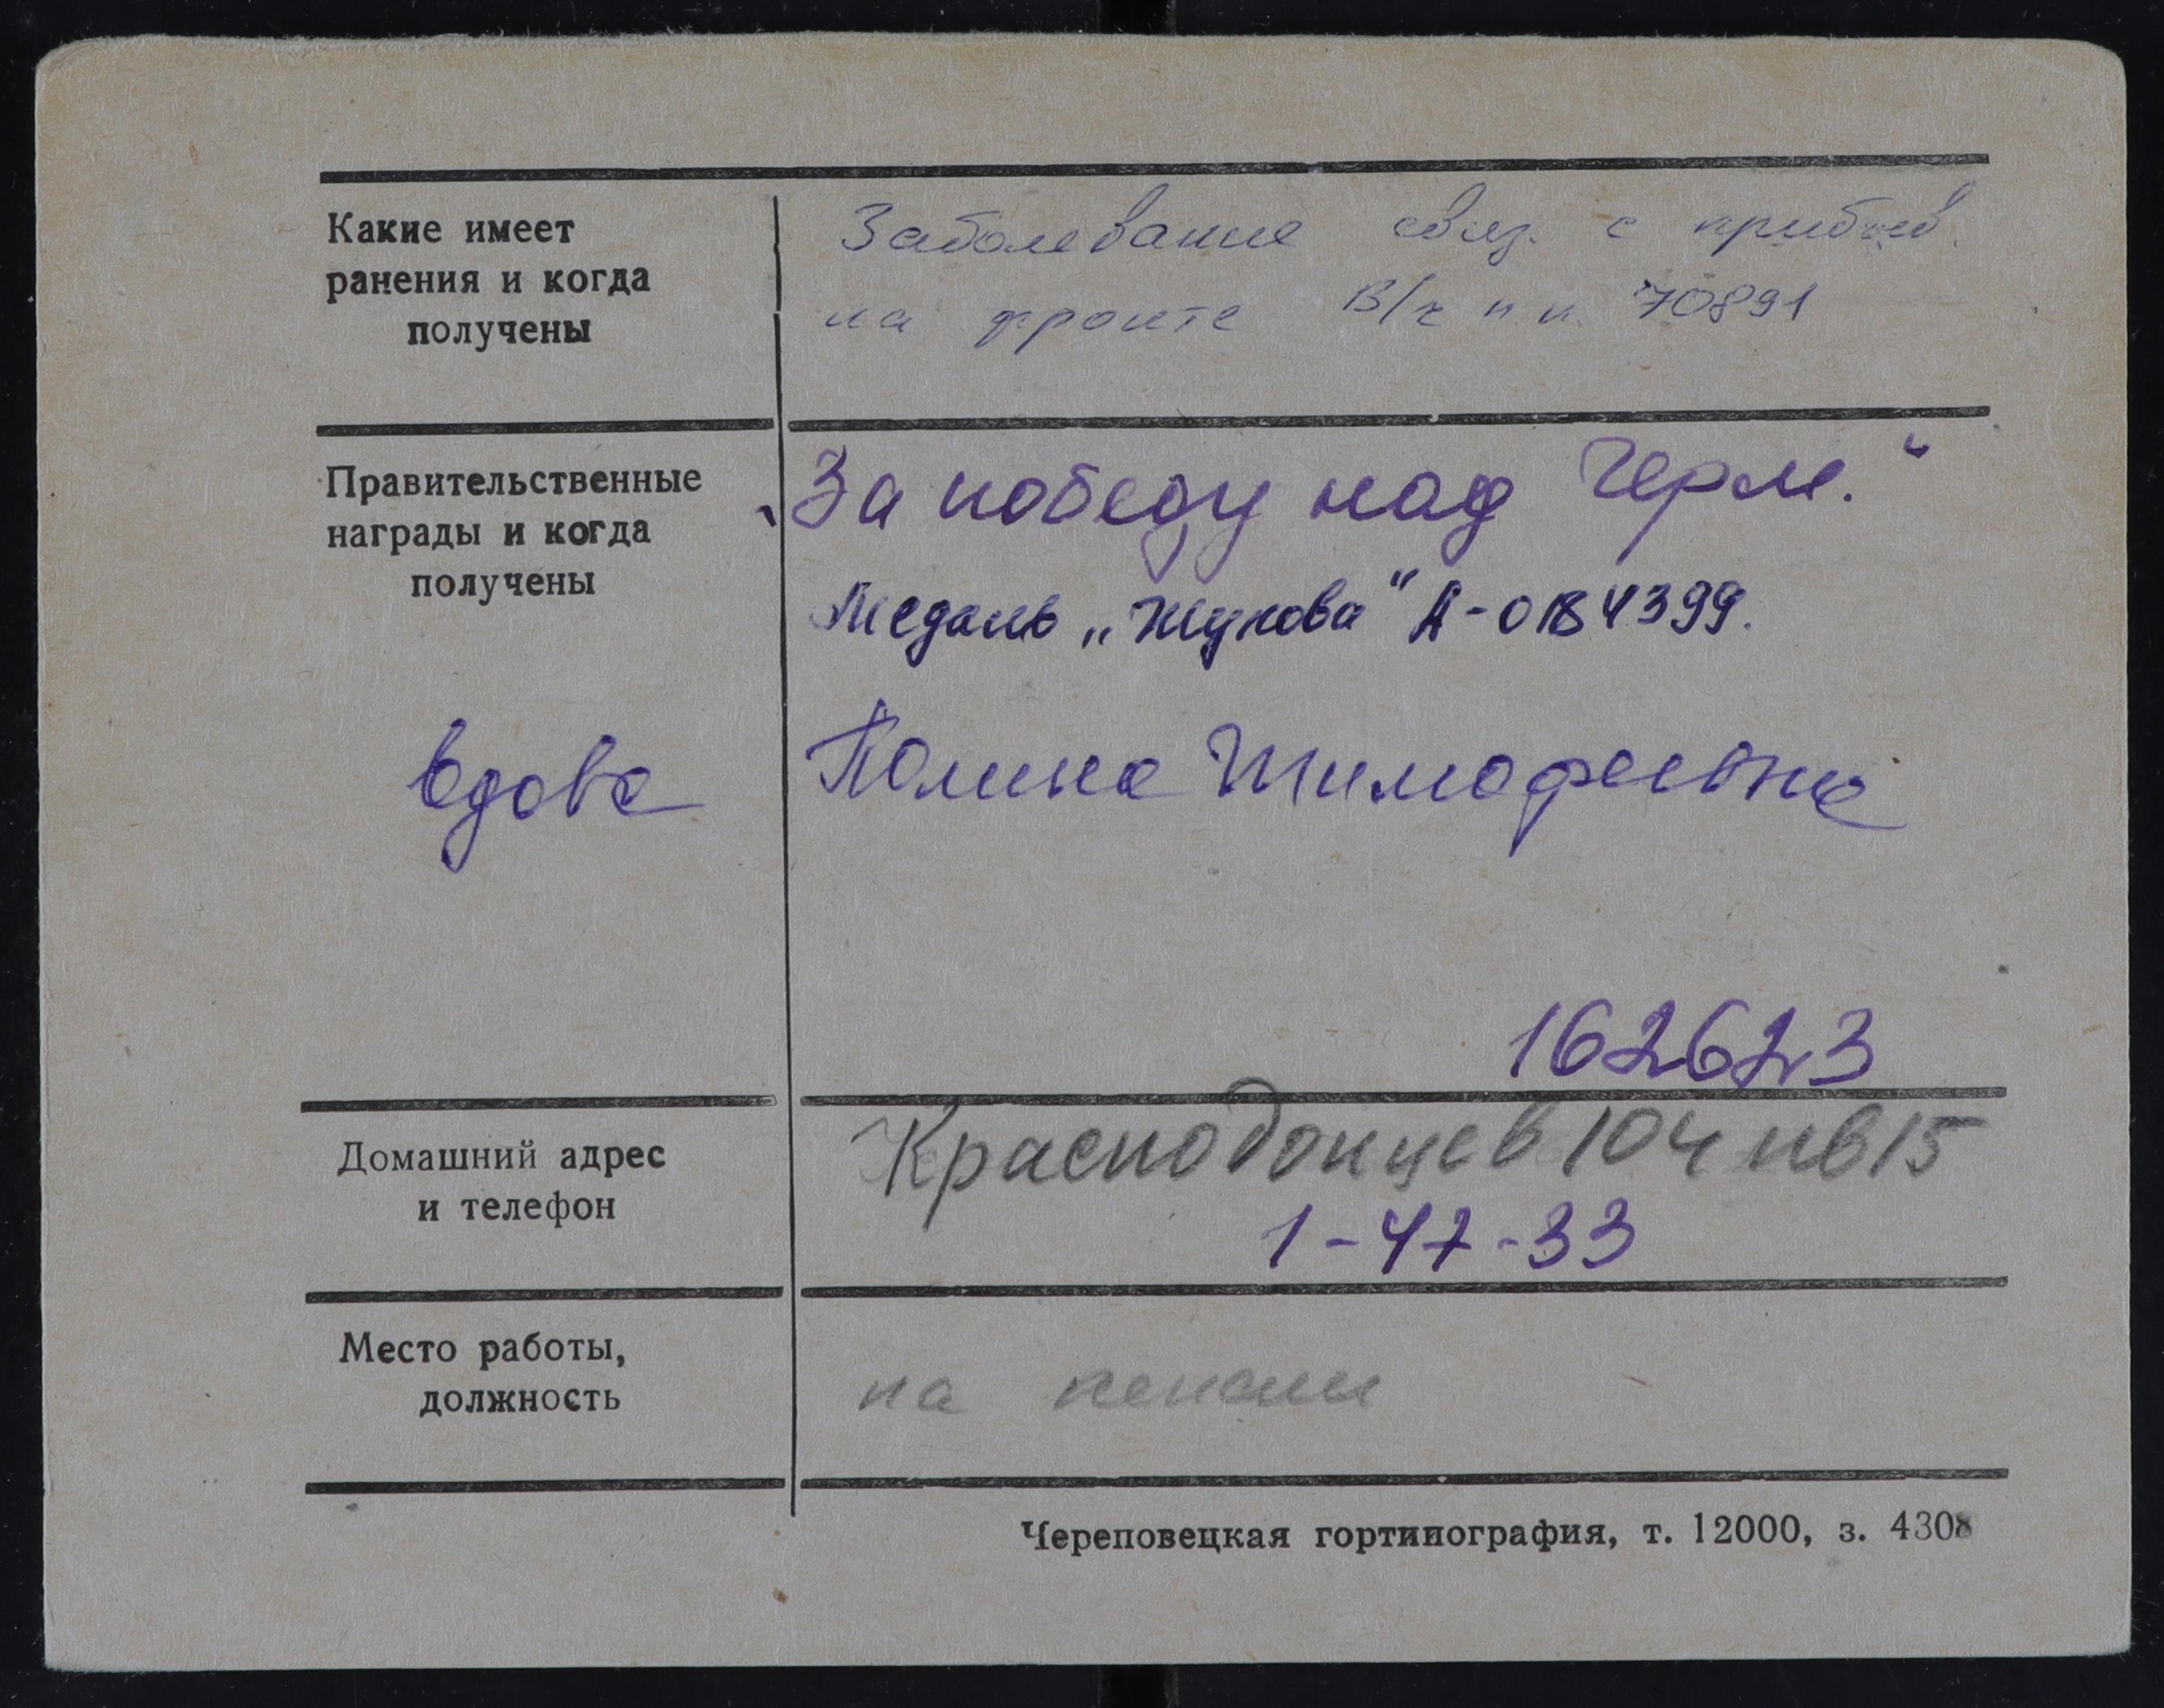 Какие имеет
ранения и когда
получены
Заболевание связ. с прибыв.
на фронте В/ч п.п. 70891
Правительственные
награды и когда
получены
„За победу над Герм.“
Медаль „Жукова“ А-0184399.
вдова
Полина Тимофеевна
162623
Домашний адрес
и телефон
Краснодонцев 104 кв 15
1-47-33
Место работы,
должность
на пенсии
Череповецкая гортипография, т. 12000, з. 4308